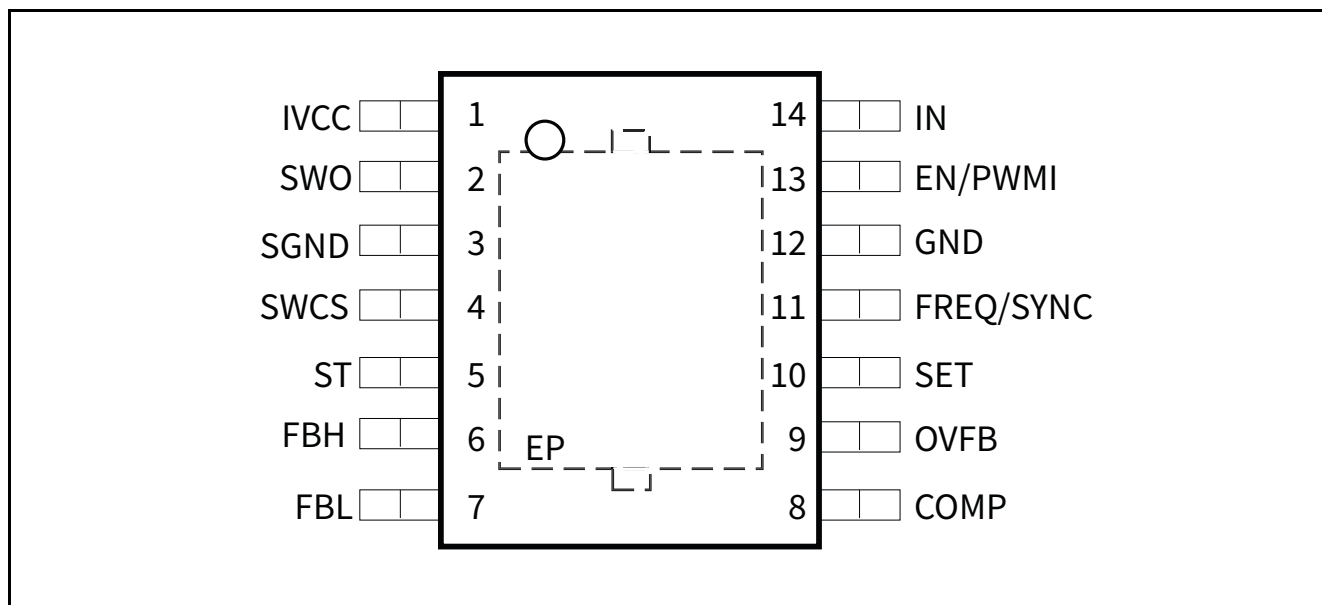 IVCC 1 14 IN
SWO 2 13 EN/PWMI
SGND 3 12 GND
SWCS 4 11 FREQ/SYNC
ST 5 10 SET
FBH 6 9 OVFB
EP
FBL 7 8 COMP